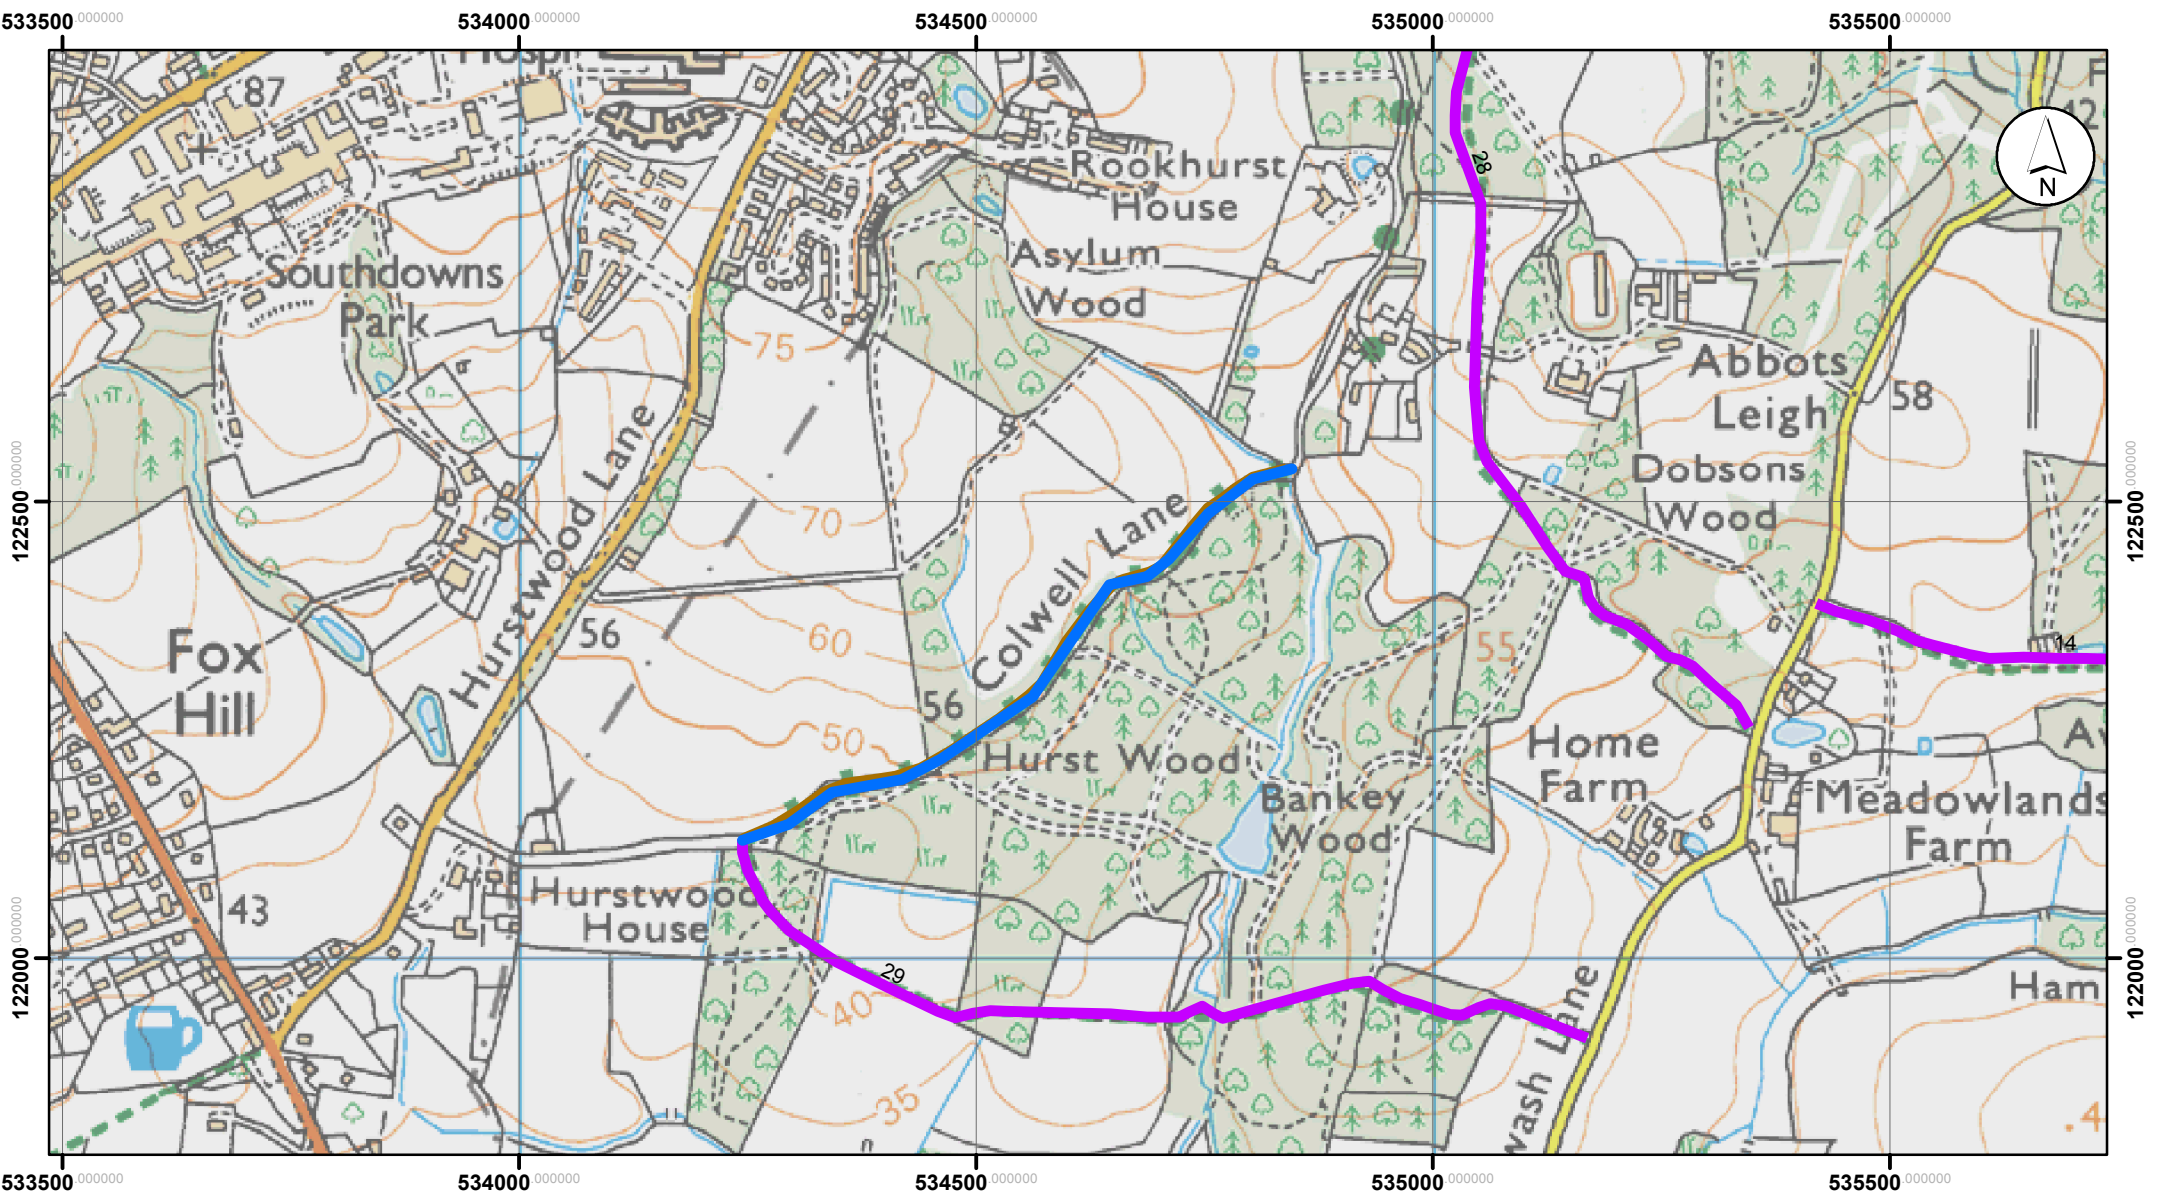 533500.000000 534000.000000 534500.000000 535000.000000 535500.000000
87
28
Rookhurst
House
Southdowns
Park
Asylum
Wood
75
Abbots
Leigh
58
Hurstwood Lane
Dobsons
Wood
122500.000000
122500.000000
70
Colwell Lane
60
56
14
55
Fox
Hill
56
50
Hurst Wood
Home
Farm
Bankey
Wood
Meadowlands
Farm
43
Hurstwood
House
29
40
Ham
122000.000000
122000.000000
35
wash Lane
.4
N
533500.000000 534000.000000 534500.000000 535000.000000 535500.000000